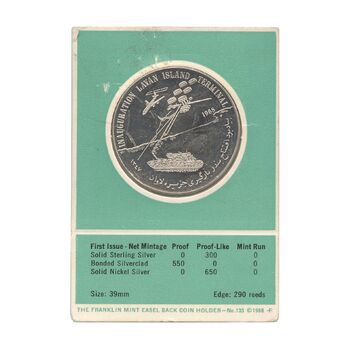 INAUGURATION LAVAN ISLAND TERMINAL
1968
First Issue - Net Mintage Proof Proof-Like Mint Run
Solid Sterling Silver 0 300 0
Bonded Silverclad 550 0 0
Solid Nickel Silver 0 650 0
Size: 39mm Edge: 290 reeds
THE FRANKLIN MINT EASEL BACK COIN HOLDER—No. 135 ©1968 -F